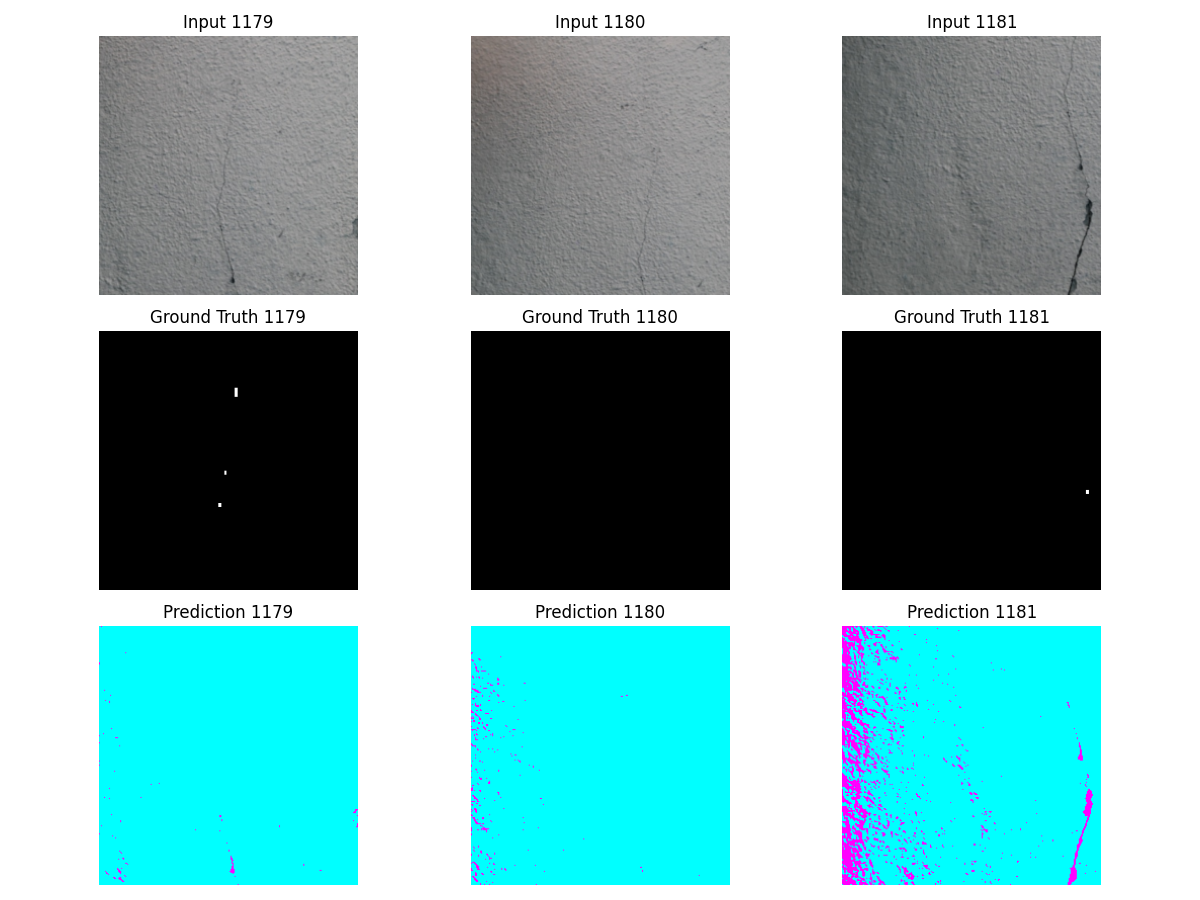 Input 1179
Input 1180
Input 1181
Ground Truth 1179
Ground Truth 1180
Ground Truth 1181
Prediction 1179
Prediction 1180
Prediction 1181